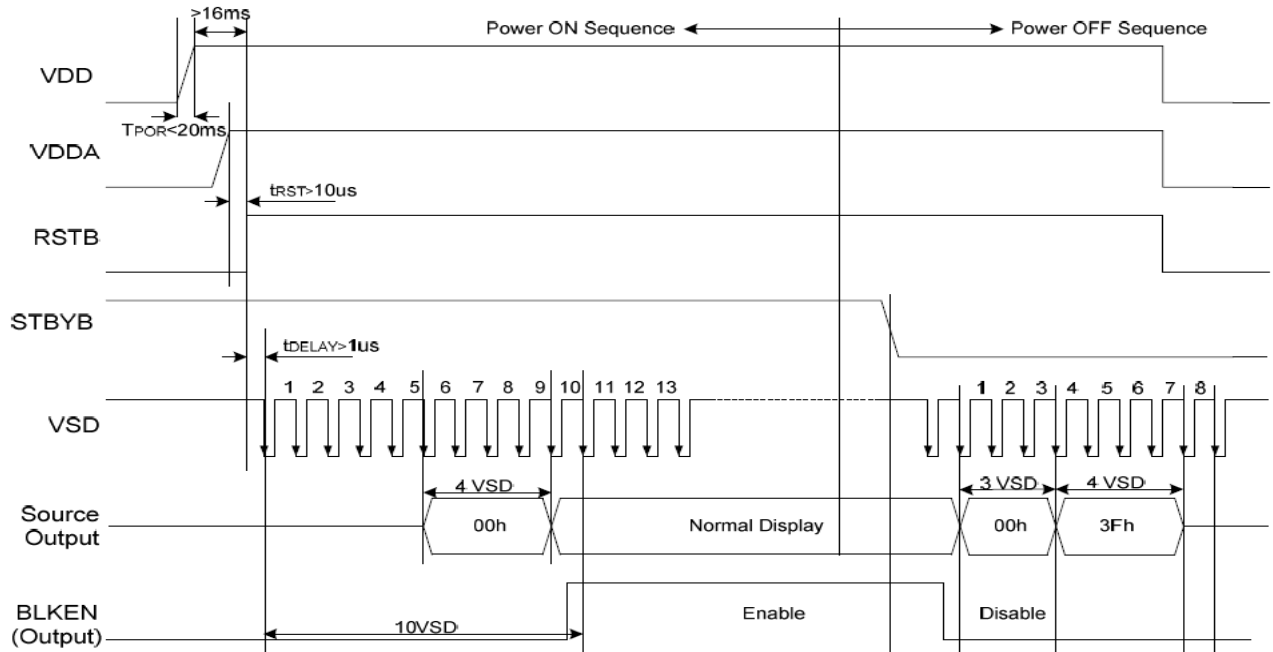 >16ms
Power ON Sequence
Power OFF Sequence
VDD
TPOR<20ms
VDDA
tRST>10us
RSTB
STBYB
tDELAY>1us
1 2 3 4 5 6 7 8 9 10 11 12 13
1 2 3 4 5 6 7 8
VSD
4 VSD
3 VSD
4 VSD
Source
Output
00h
Normal Display
00h
3Fh
BLKEN
(Output)
10VSD
Enable
Disable